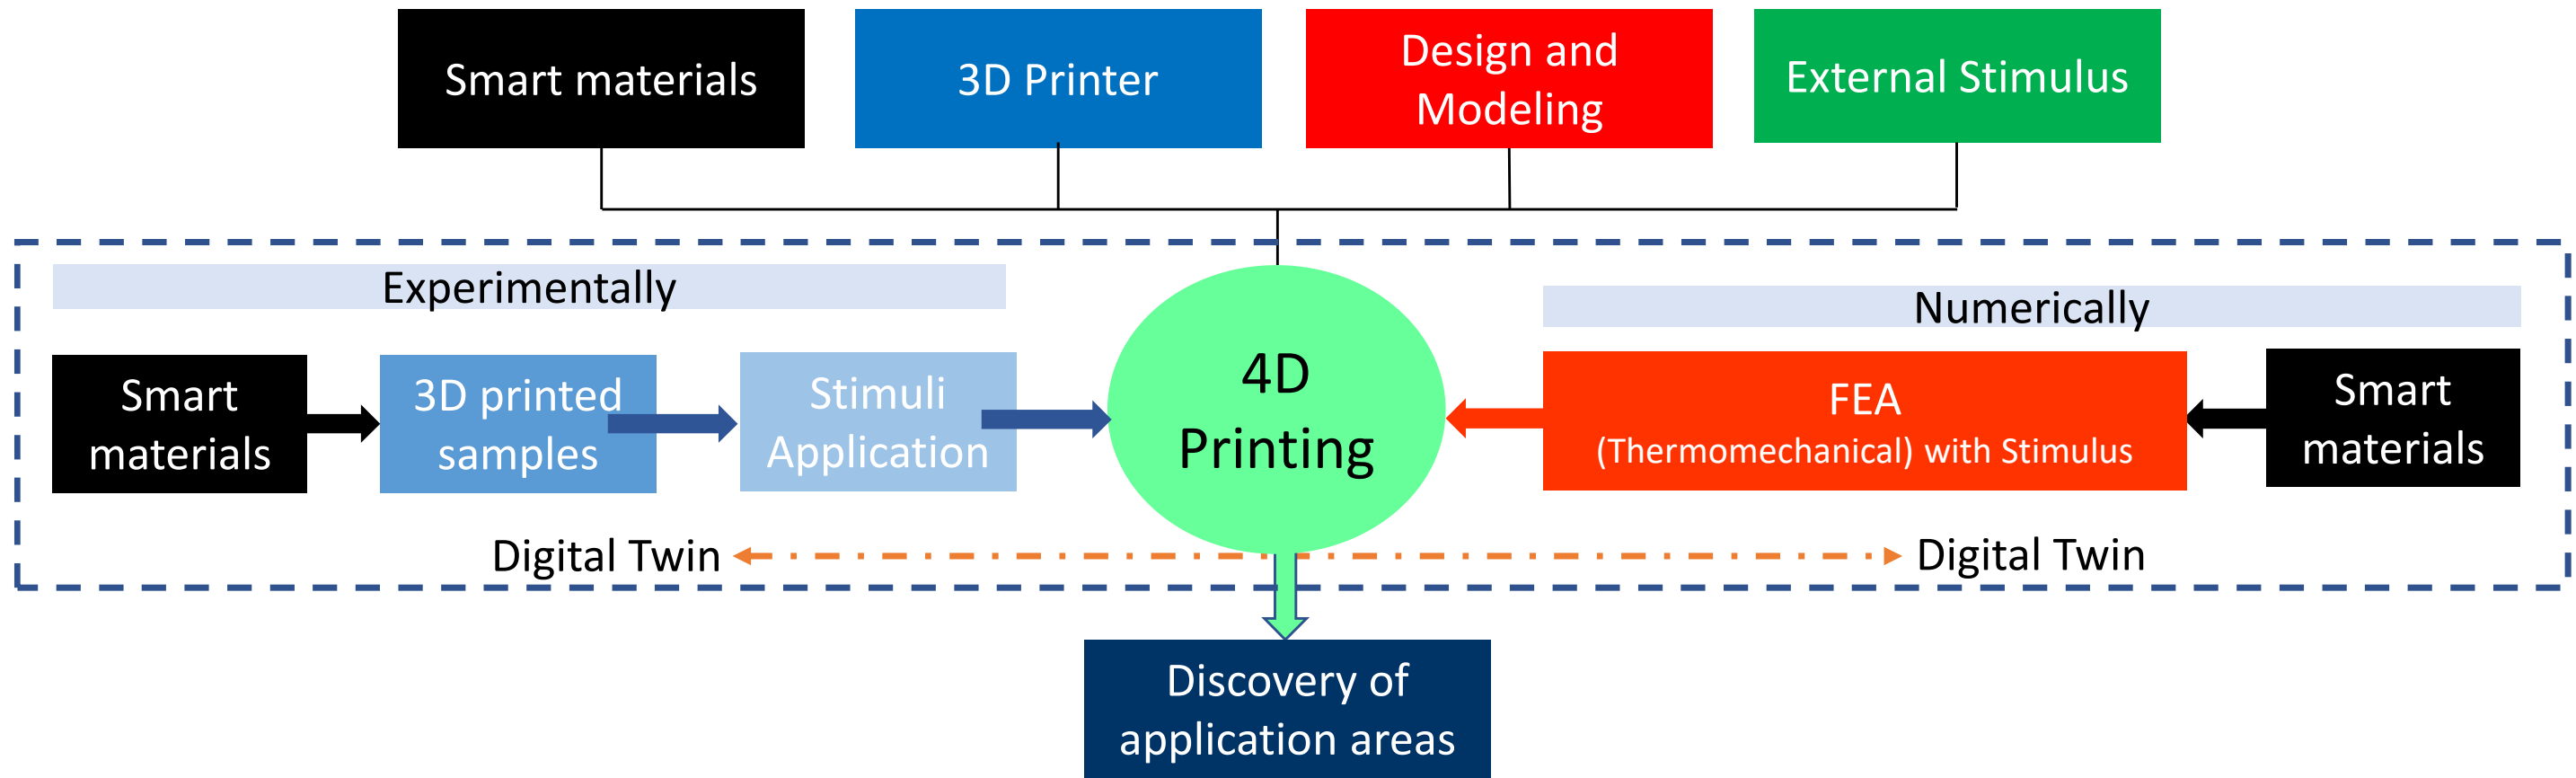 Smart materials
3D Printer
Design and
Modeling
External Stimulus
Experimentally
Numerically
Smart
materials
3D printed
samples
Stimuli
Application
4D
Printing
FEA
(Thermomechanical) with Stimulus
Smart
materials
Digital Twin
Digital Twin
Discovery of
application areas